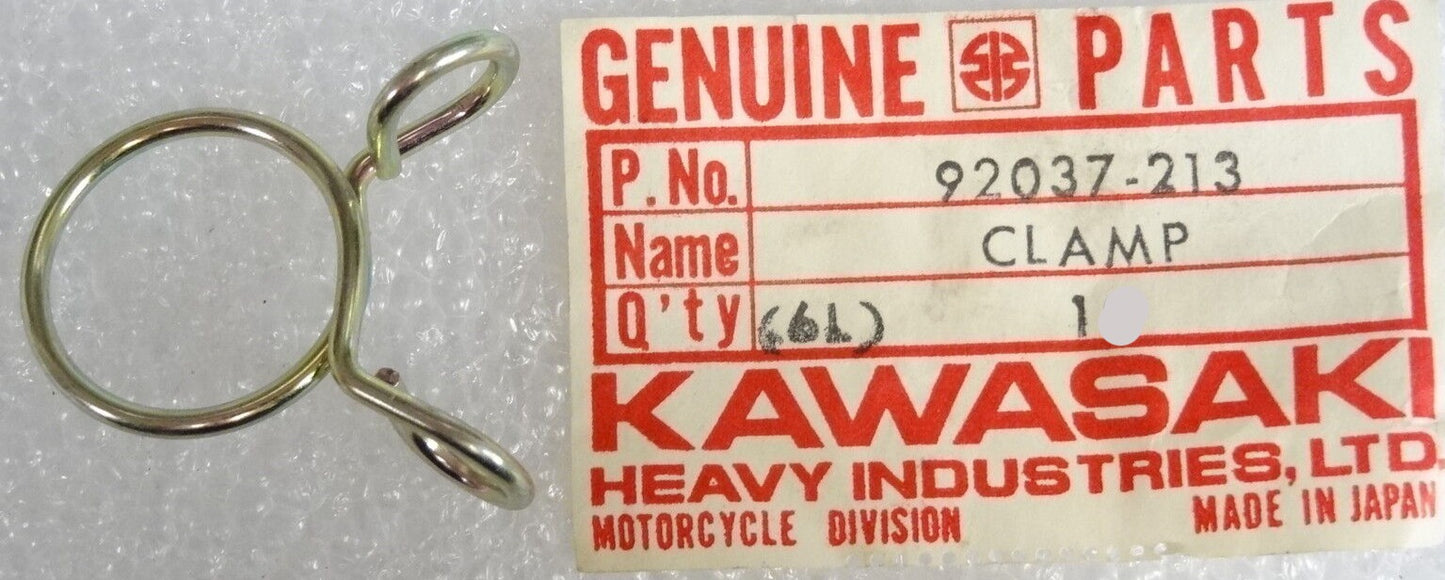 GENUINE PARTS
P. No. 92037-213
Name CLAMP
Q'ty (6L) 1
KAWASAKI
HEAVY INDUSTRIES, LTD.
MOTORCYCLE DIVISION MADE IN JAPAN